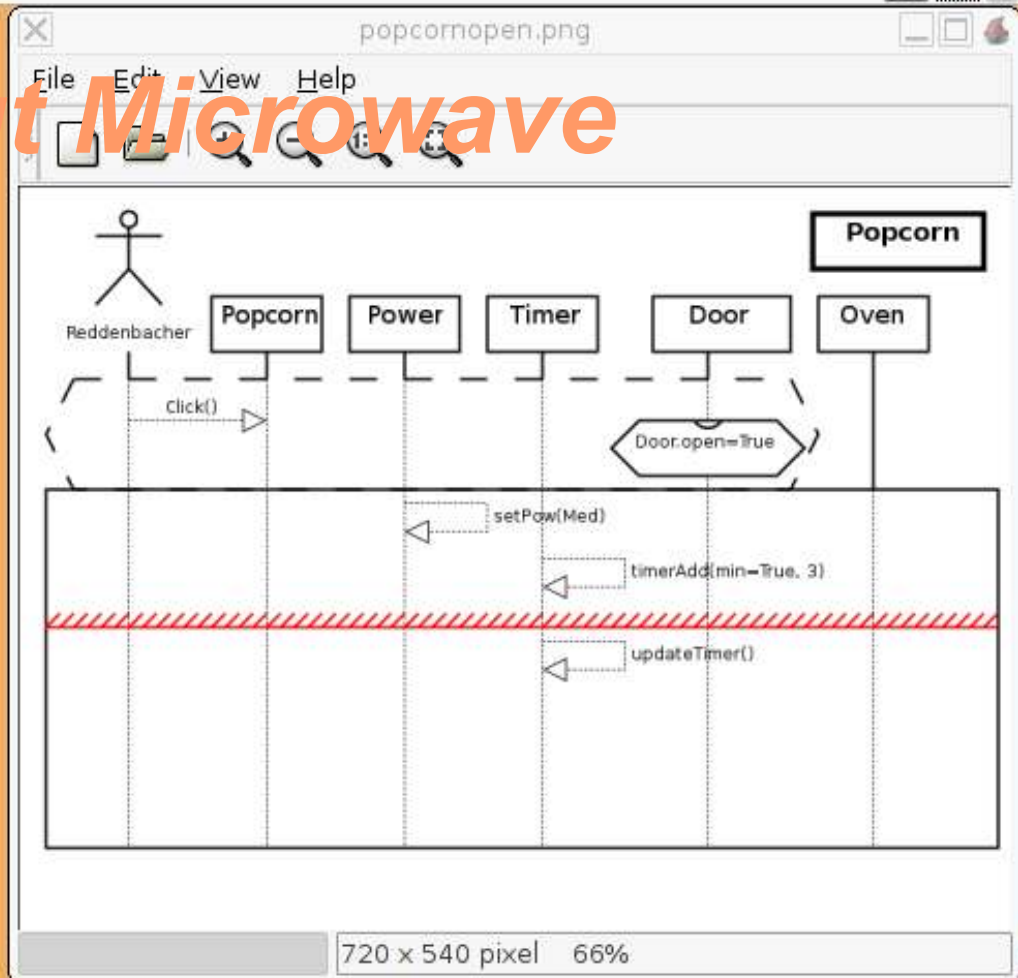 popcornopen.png
File Edit View Help
t Microwave
Popcorn
Reddenbacher
Popcorn Power Timer Door Oven
Click()
Door.open=True
setPow(Med)
timerAdd(min=True, 3)
updateTimer()
720 x 540 pixel 66%